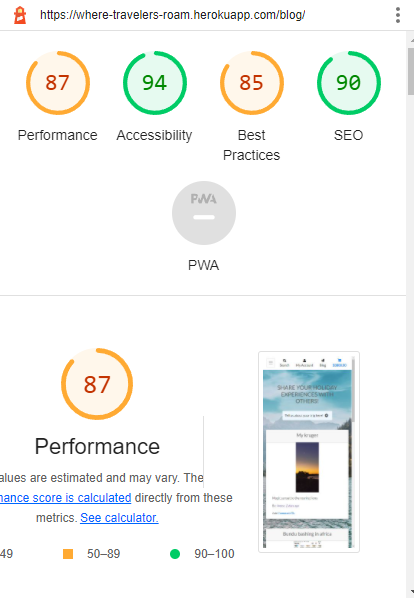 https://where-travelers-roam.herokuapp.com/blog/
87
94
85
90
Performance
Accessibility
Best
Practices
SEO
PWA
PWA
87
Performance
alues are estimated and may vary. The
nance score is calculated directly from these
metrics. See calculator.
49
50–89
90–100
SHARE YOUR HOLIDAY
EXPERIENCES WITH
OTHERS!
My kruger
Bundu bashing in africa